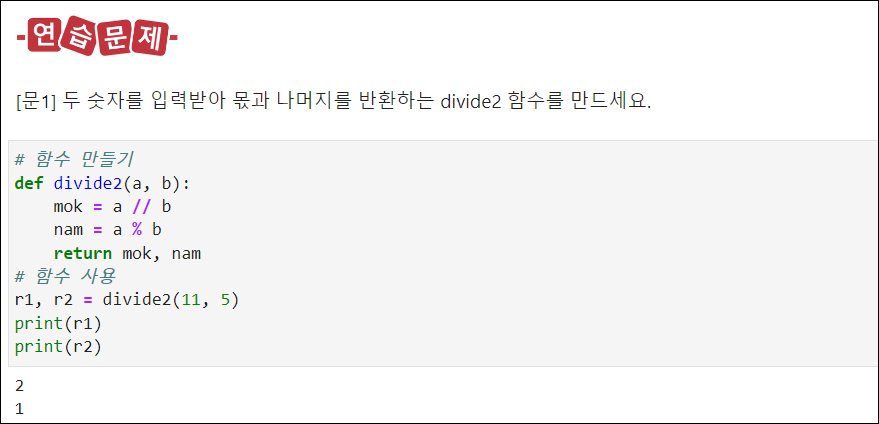 -연습문제-
[문1] 두 숫자를 입력받아 몫과 나머지를 반환하는 divide2 함수를 만드세요.
# 함수 만들기
def divide2(a, b):
    mok = a // b
    nam = a % b
    return mok, nam
# 함수 사용
r1, r2 = divide2(11, 5)
print(r1)
print(r2)
2
1